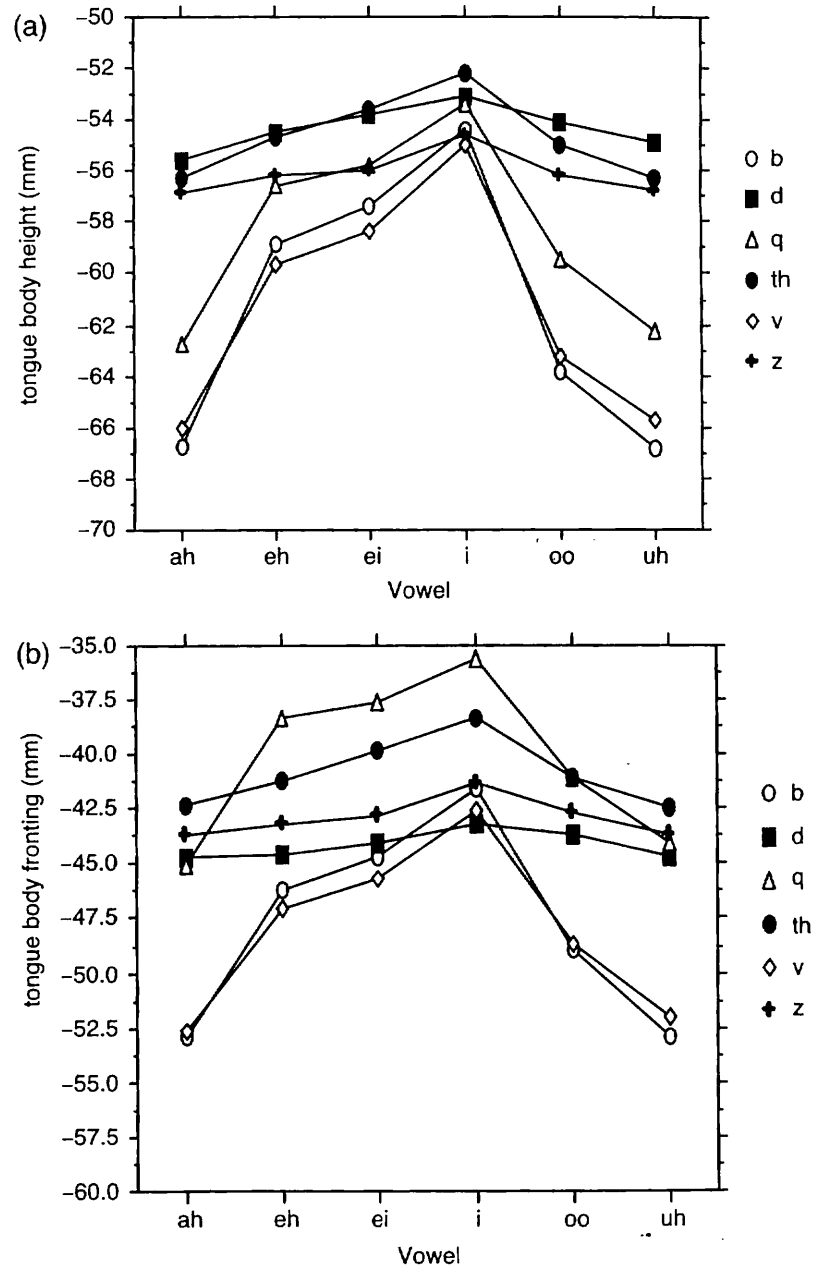 (a)
tongue body height (mm)
−50
−52
−54
−56
−58
−60
−62
−64
−66
−68
−70
ah eh ei i oo uh
Vowel
b
d
q
th
v
z
(b)
tongue body fronting (mm)
−35.0
−37.5
−40.0
−42.5
−45.0
−47.5
−50.0
−52.5
−55.0
−57.5
−60.0
ah eh ei i oo uh
Vowel
b
d
q
th
v
z